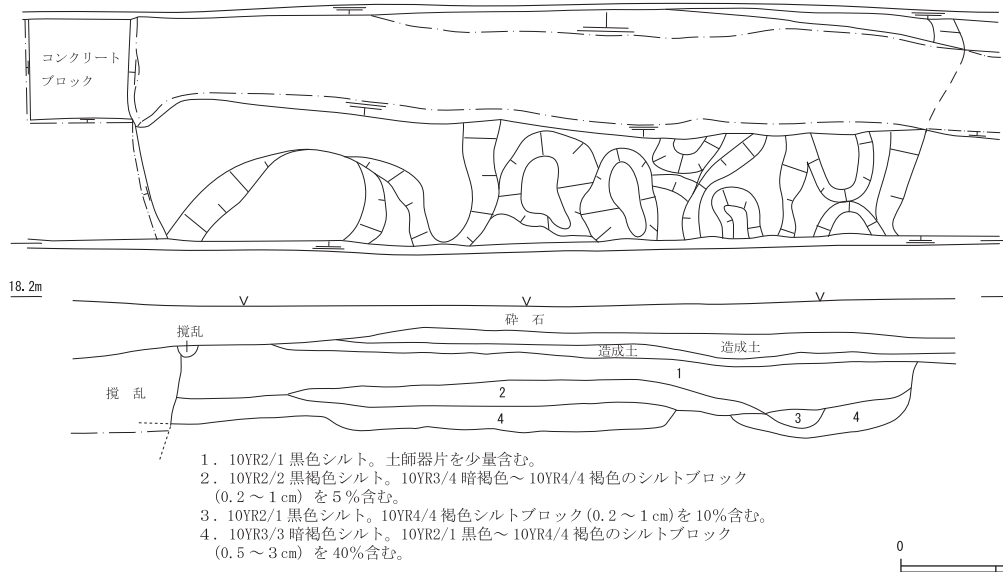 コンクリート
ブロック
18.2m
砕 石
撹乱
造成土
造成土
撹 乱
1
2
3
4
4
1．10YR2/1 黒色シルト。土師器片を少量含む。
2．10YR2/2 黒褐色シルト。10YR3/4 暗褐色～ 10YR4/4 褐色のシルトブロック
(0.2 ～１㎝) を５%含む。
3．10YR2/1 黒色シルト。10YR4/4 褐色シルトブロック(0.2 ～１㎝)を 10%含む。
4．10YR3/3 暗褐色シルト。10YR2/1 黒色～ 10YR4/4 褐色のシルトブロック
(0.5 ～３㎝) を 40%含む。
0